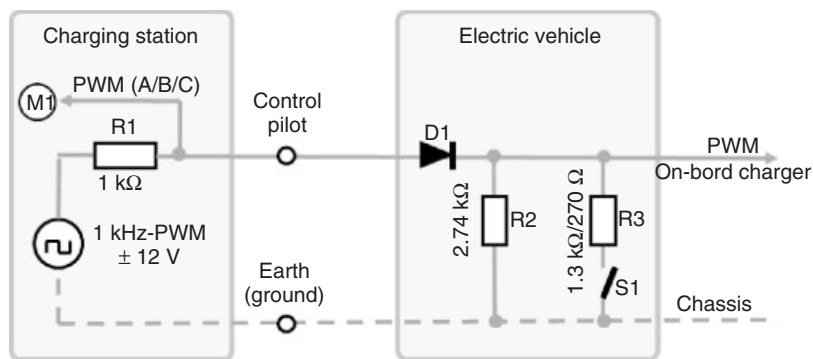 Charging station
Electric vehicle
M1
PWM (A/B/C)
R1
1 kΩ
Control
pilot
D1
PWM
On-bord charger
2.74 kΩ
R2
1.3 kΩ/270 Ω
R3
1 kHz-PWM
± 12 V
Earth
(ground)
S1
Chassis